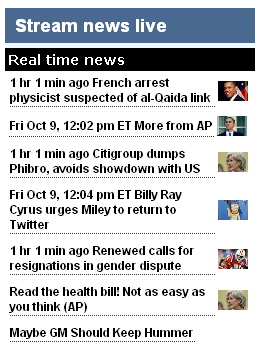 Stream news live
Real time news
1 hr 1 min ago French arrest
physicist suspected of al-Qaida link
Fri Oct 9, 12:02 pm ET More from AP
1 hr 1 min ago Citigroup dumps
Phibro, avoids showdown with US
Fri Oct 9, 12:04 pm ET Billy Ray
Cyrus urges Miley to return to
Twitter
1 hr 1 min ago Renewed calls for
resignations in gender dispute
Read the health bill! Not as easy as
you think (AP)
Maybe GM Should Keep Hummer